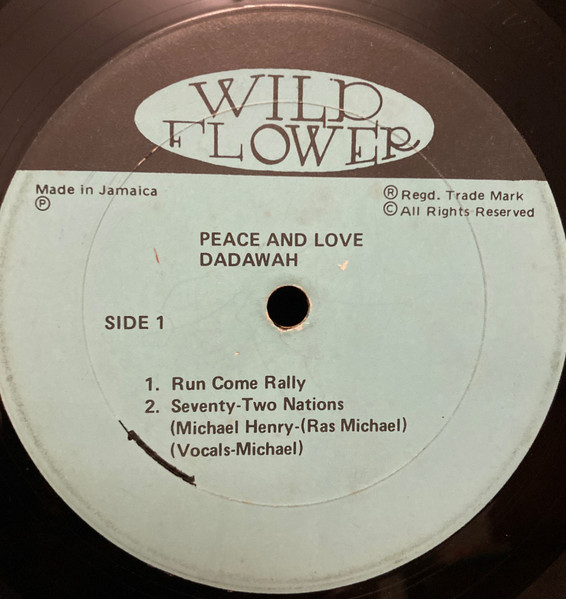 WILD
FLOWER
Made in Jamaica
Ⓟ
® Regd. Trade Mark
© All Rights Reserved
PEACE AND LOVE
DADAWAH
SIDE 1
1. Run Come Rally
2. Seventy-Two Nations
(Michael Henry-(Ras Michael)
(Vocals-Michael)